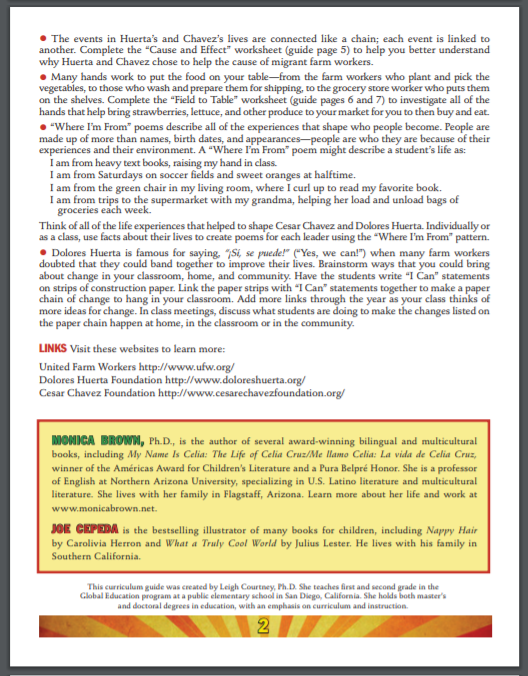 ● The events in Huerta's and Chavez's lives are connected like a chain; each event is linked to
another. Complete the "Cause and Effect" worksheet (guide page 5) to help you better understand
why Huerta and Chavez chose to help the cause of migrant farm workers.
● Many hands work to put the food on your table—from the farm workers who plant and pick the
vegetables, to those who wash and prepare them for shipping, to the grocery store worker who puts them
on the shelves. Complete the "Field to Table" worksheet (guide pages 6 and 7) to investigate all of the
hands that help bring strawberries, lettuce, and other produce to your market for you to then buy and eat.
● "Where I'm From" poems describe all of the experiences that shape who people become. People are
made up of more than names, birth dates, and appearances—people are who they are because of their
experiences and their environment. A "Where I'm From" poem might describe a student's life as:
I am from heavy text books, raising my hand in class.
I am from Saturdays on soccer fields and sweet oranges at halftime.
I am from the green chair in my living room, where I curl up to read my favorite book.
I am from trips to the supermarket with my grandma, helping her load and unload bags of
groceries each week.
Think of all of the life experiences that helped to shape Cesar Chavez and Dolores Huerta. Individually or
as a class, use facts about their lives to create poems for each leader using the "Where I'm From" pattern.
● Dolores Huerta is famous for saying, "¡Sí, se puede!" ("Yes, we can!") when many farm workers
doubted that they could band together to improve their lives. Brainstorm ways that you could bring
about change in your classroom, home, and community. Have the students write "I Can" statements
on strips of construction paper. Link the paper strips with "I Can" statements together to make a paper
chain of change to hang in your classroom. Add more links through the year as your class thinks of
more ideas for change. In class meetings, discuss what students are doing to make the changes listed on
the paper chain happen at home, in the classroom or in the community.
LINKS Visit these websites to learn more:
United Farm Workers http://www.ufw.org/
Dolores Huerta Foundation http://www.doloreshuerta.org/
Cesar Chavez Foundation http://www.cesarechavezfoundation.org/
MONICA BROWN, Ph.D., is the author of several award-winning bilingual and multicultural
books, including My Name Is Celia: The Life of Celia Cruz/Me llamo Celia: La vida de Celia Cruz,
winner of the Américas Award for Children's Literature and a Pura Belpré Honor. She is a professor
of English at Northern Arizona University, specializing in U.S. Latino literature and multicultural
literature. She lives with her family in Flagstaff, Arizona. Learn more about her life and work at
www.monicabrown.net.
JOE CEPEDA is the bestselling illustrator of many books for children, including Nappy Hair
by Carolivia Herron and What a Truly Cool World by Julius Lester. He lives with his family in
Southern California.
This curriculum guide was created by Leigh Courtney, Ph.D. She teaches first and second grade in the
Global Education program at a public elementary school in San Diego, California. She holds both master's
and doctoral degrees in education, with an emphasis on curriculum and instruction.
2